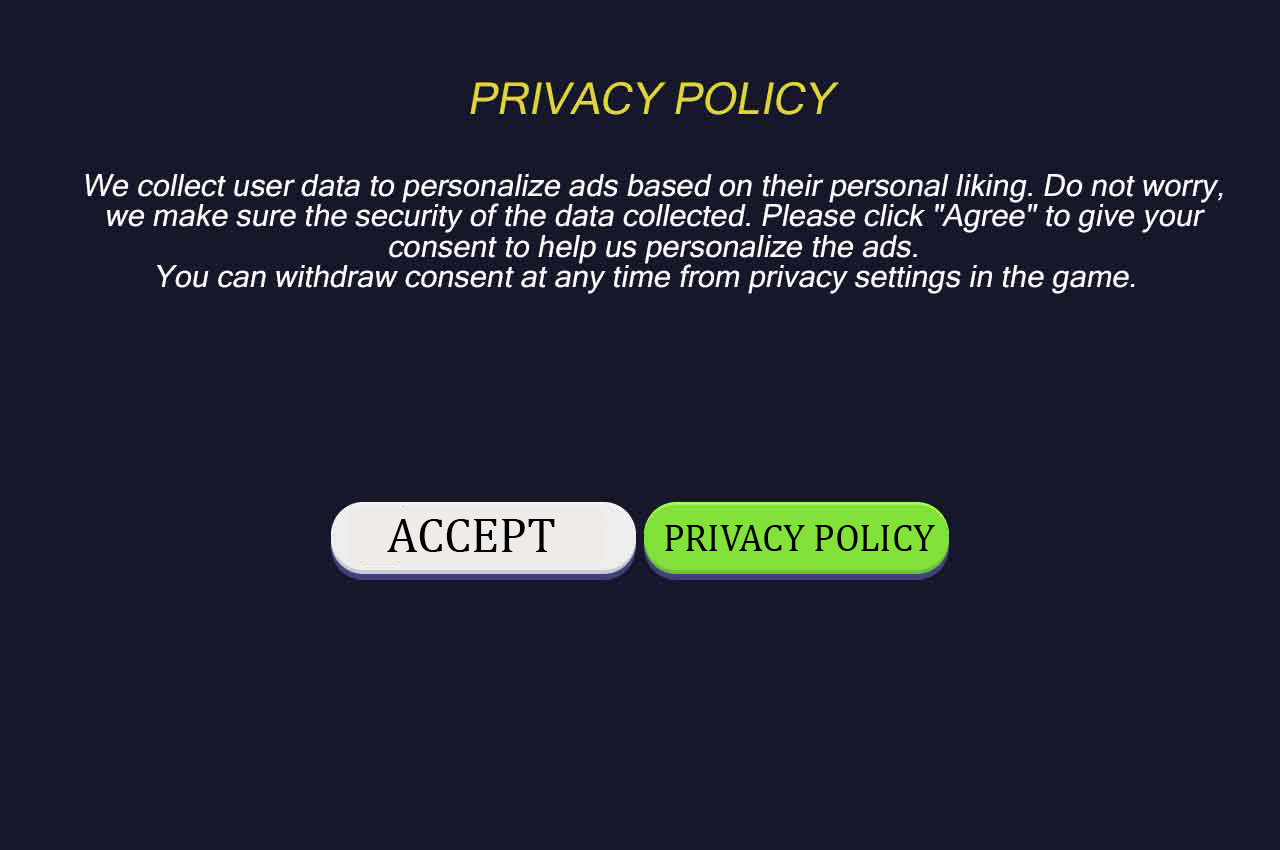 PRIVACY POLICY
We collect user data to personalize ads based on their personal liking. Do not worry,
we make sure the security of the data collected. Please click "Agree" to give your
consent to help us personalize the ads.
You can withdraw consent at any time from privacy settings in the game.
ACCEPT
PRIVACY POLICY